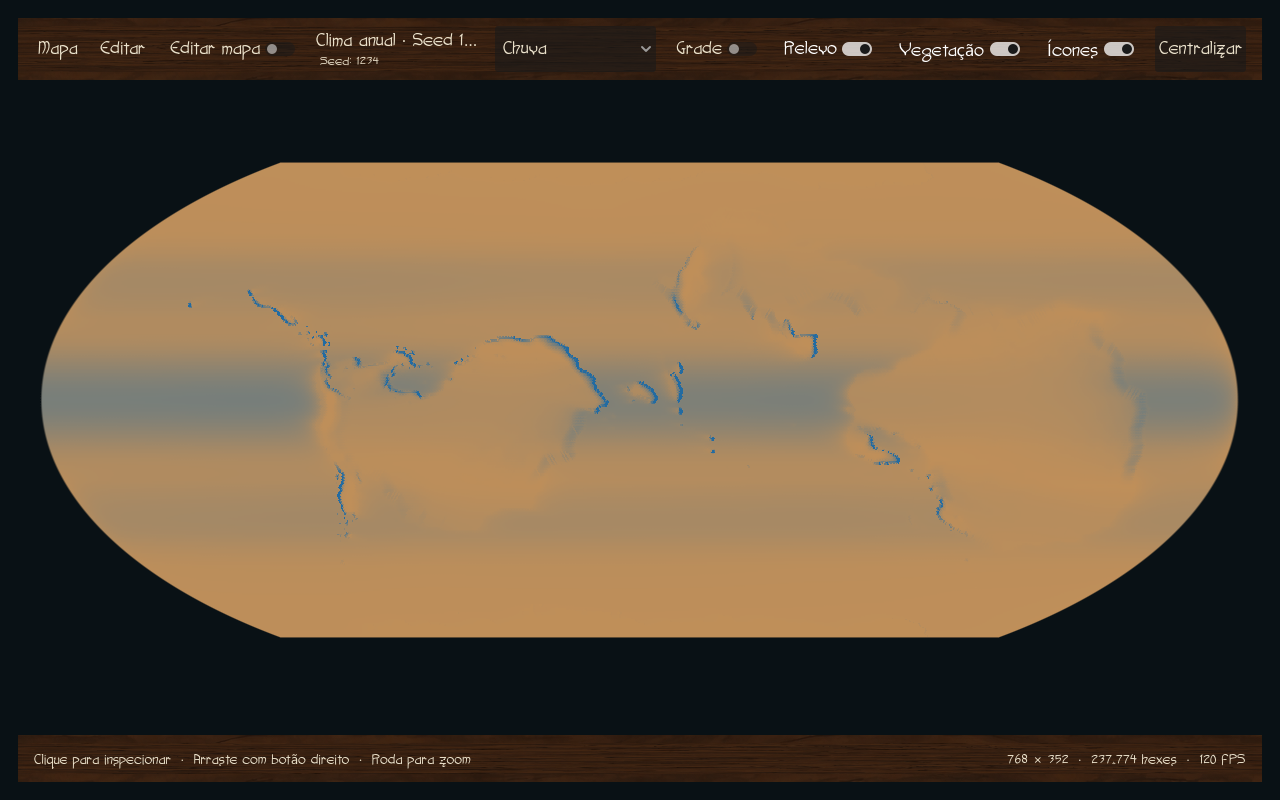 Mapa
Editar
Editar mapa
Clima anual · Seed 1...
Seed: 1234
Chuva
Grade
Relevo
Vegetação
Ícones
Centralizar
Clique para inspecionar · Arraste com botão direito · Roda para zoom
768 × 352 · 237.774 hexes · 120 FPS